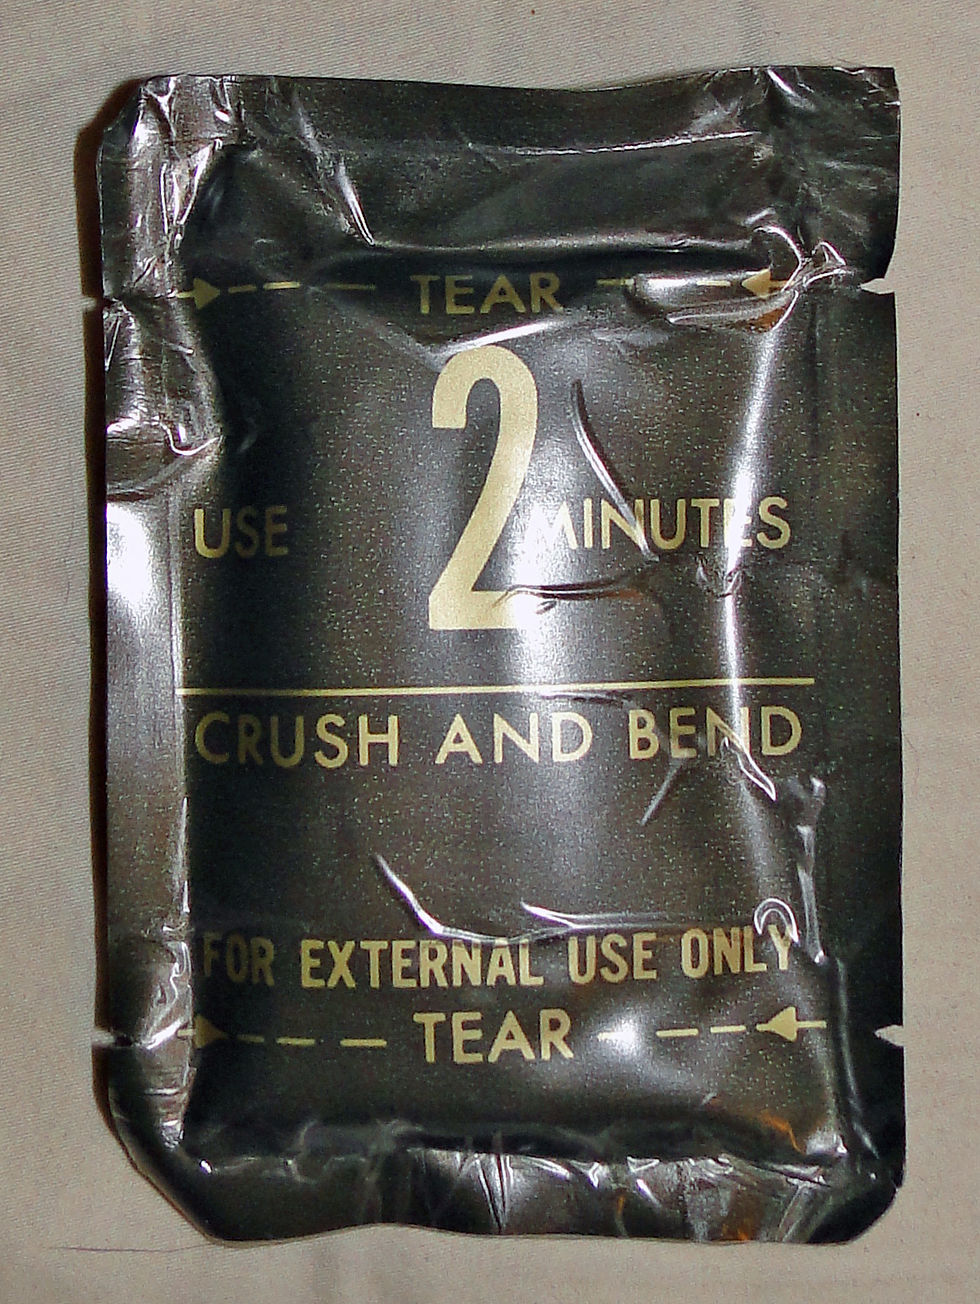 TEAR
2
USE MINUTES
CRUSH AND BEND
FOR EXTERNAL USE ONLY
TEAR